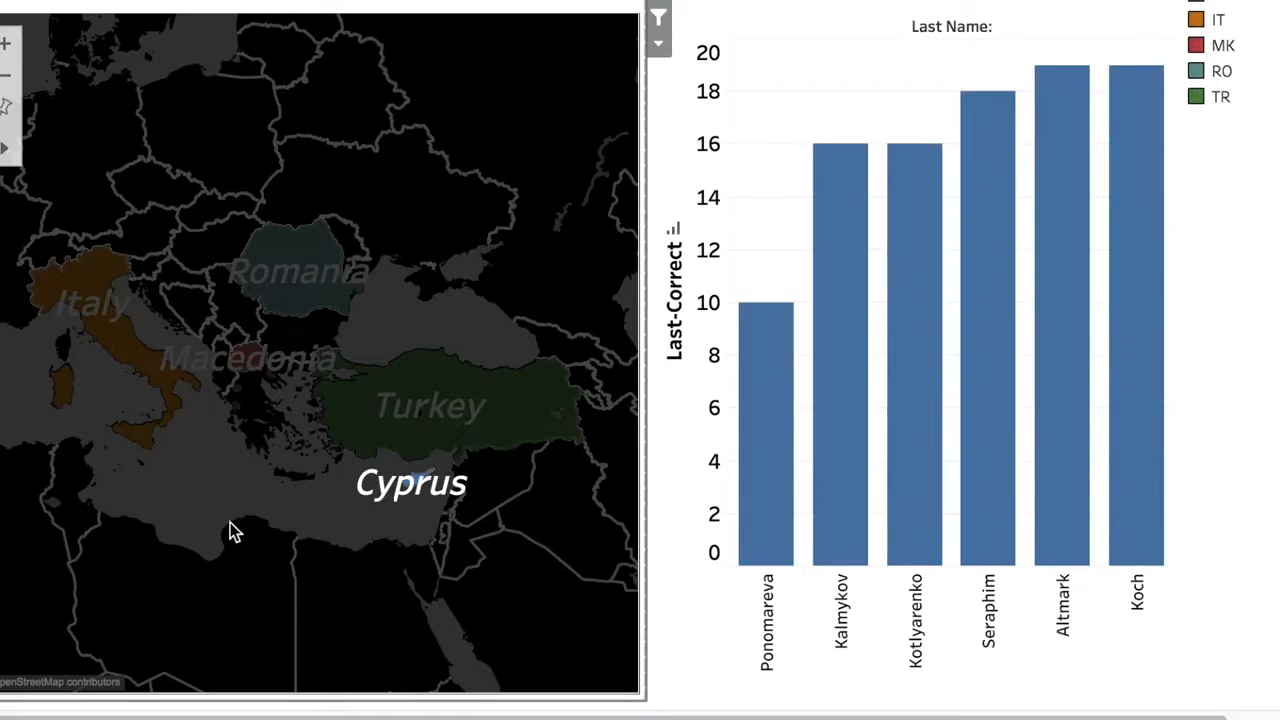 Romania
Italy
Macedonia
Turkey
Cyprus
penStreetMap contributors
Last Name:
Last-Correct
20
18
16
14
12
10
8
6
4
2
0
Ponomareva
Kalmykov
Kotlyarenko
Seraphim
Altmark
Koch
IT
MK
RO
TR